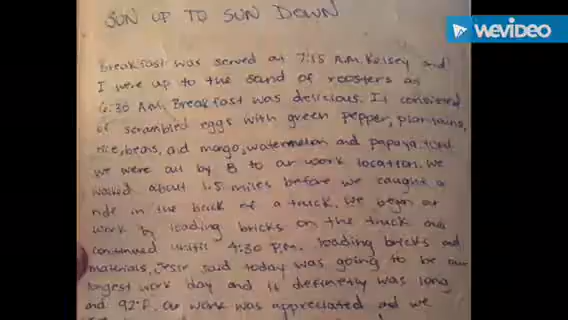 SUN UP TO SUN DOWN
WEVIDEO
Breakfast was served at 7:15 A.M. Kelsey and
I were up to the sand of roosters at
6:30 A.M. Breakfast was delicious. It consisted
of scrambled eggs with green pepper, plantains,
rice, beans, and mango, watermelon and papaya.
we were out by 8 to our work location. We
walked about 1.5 miles before we caught a
ride in the back of a truck. We began our
work by loading bricks on the truck and
continued until 4:30 P.M. loading bricks and
materials, Jesse said today was going to be our
longest work day and it definetly was long
and 92°F. Our work was appreciated and we